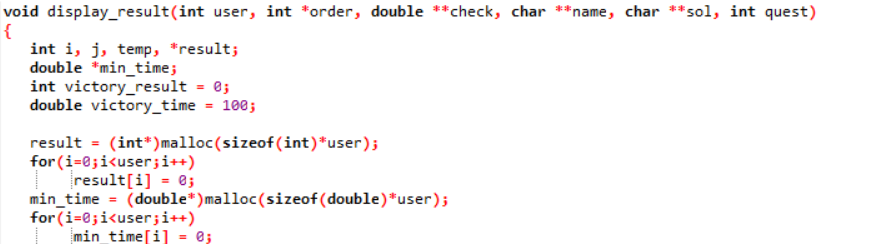 void display_result(int user, int *order, double **check, char **name, char **sol, int quest)
{
int i, j, temp, *result;
double *min_time;
int victory_result = 0;
double victory_time = 100;
result = (int*)malloc(sizeof(int)*user);
for(i=0;i<user;i++)
result[i] = 0;
min_time = (double*)malloc(sizeof(double)*user);
for(i=0;i<user;i++)
min_time[i] = 0;